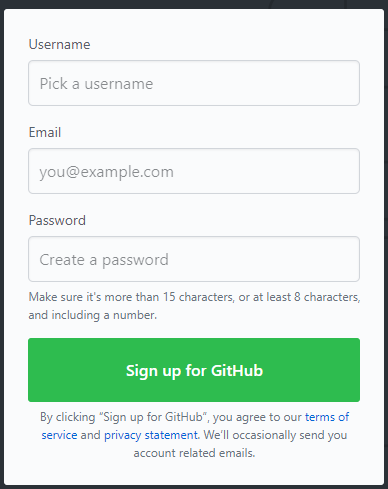 Username
Pick a username
Email
you@example.com
Password
Create a password
Make sure it's more than 15 characters, or at least 8 characters,
and including a number.
Sign up for GitHub
By clicking “Sign up for GitHub”, you agree to our terms of
service and privacy statement. We’ll occasionally send you
account related emails.